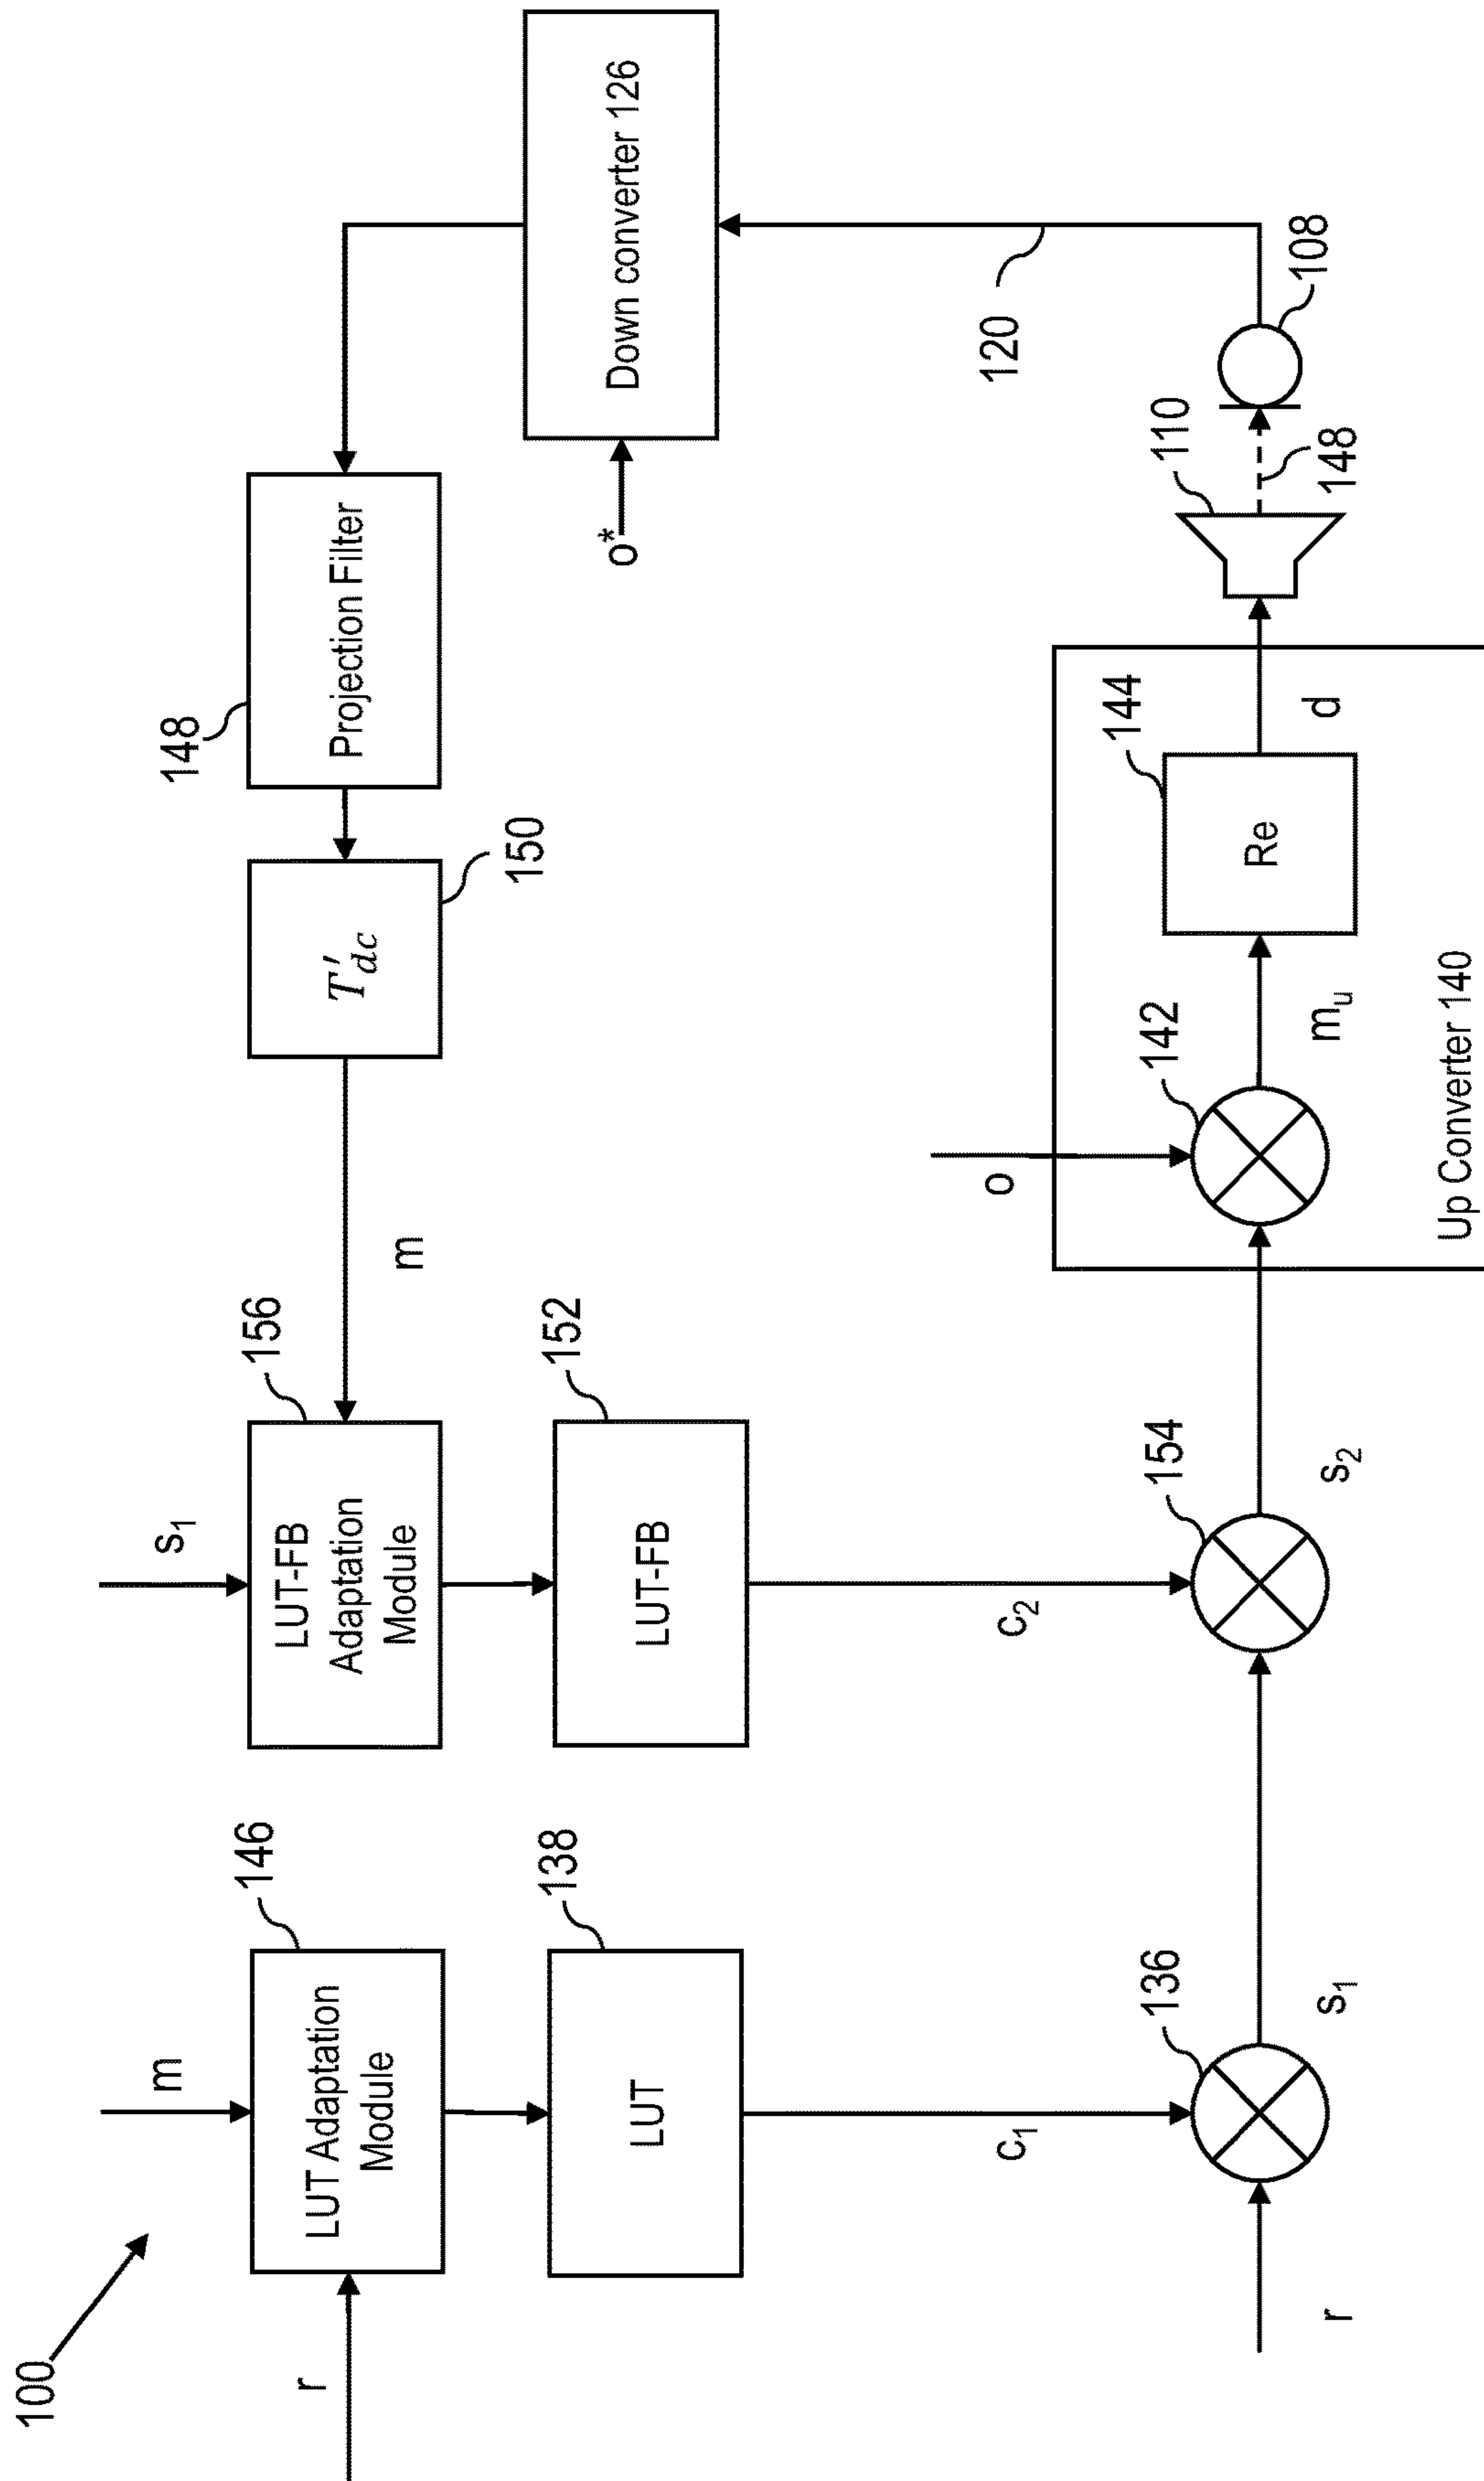 100
r
m
146
LUT Adaptation
Module
138
LUT
c₁
r
136
s₁
s₁
156
LUT-FB
Adaptation
Module
152
LUT-FB
c₂
154
s₂
m
T'dc
150
148
Projection Filter
o*
Down converter 126
120
o
142
mᵤ
144
Re
d
Up Converter 140
110
148
108